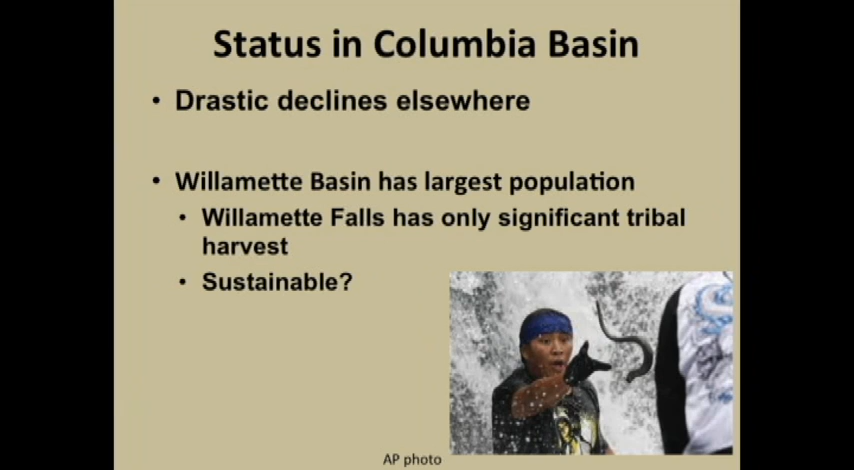 Status in Columbia Basin
• Drastic declines elsewhere
• Willamette Basin has largest population
• Willamette Falls has only significant tribal
harvest
• Sustainable?
AP photo